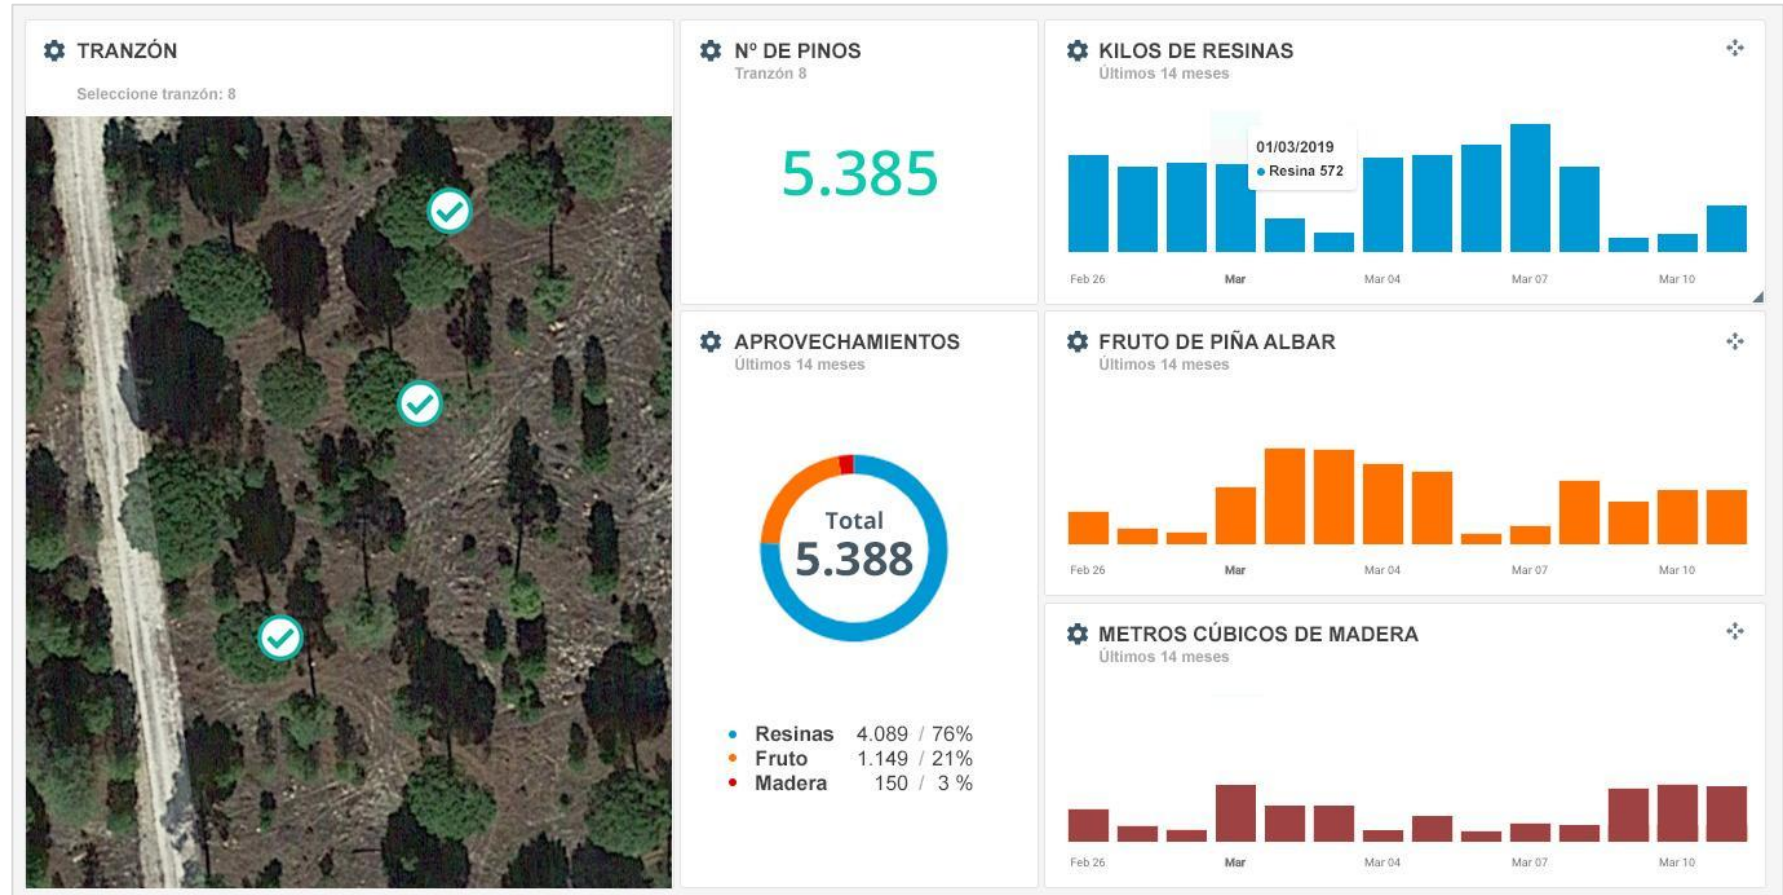 TRANZÓN
Seleccione tranzón: 8
Nº DE PINOS
Tranzón 8
5.385
KILOS DE RESINAS
Últimos 14 meses
01/03/2019
Resina 572
Feb 26 Mar Mar 04 Mar 07 Mar 10
APROVECHAMIENTOS
Últimos 14 meses
Total
5.388
Resinas 4.089 / 76%
Fruto 1.149 / 21%
Madera 150 / 3 %
FRUTO DE PIÑA ALBAR
Últimos 14 meses
Feb 26 Mar Mar 04 Mar 07 Mar 10
METROS CÚBICOS DE MADERA
Últimos 14 meses
Feb 26 Mar Mar 04 Mar 07 Mar 10